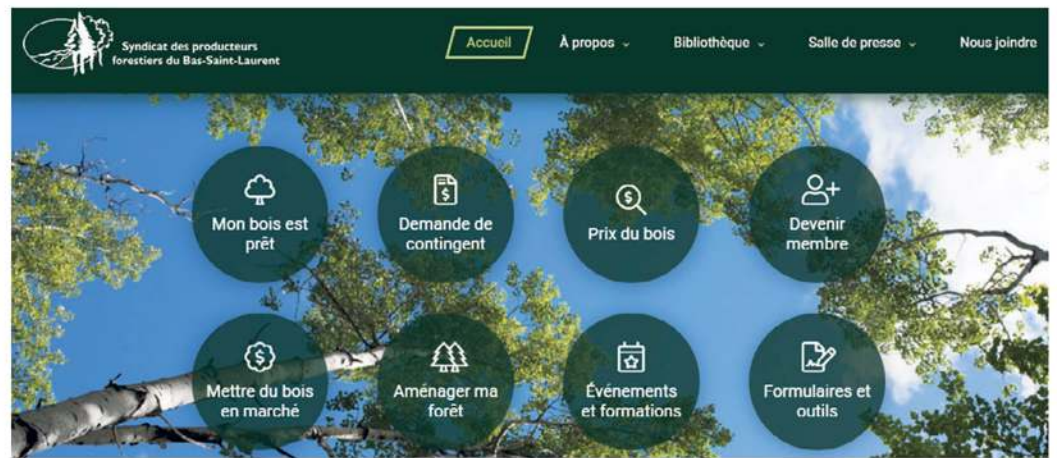 Syndicat des producteurs
forestiers du Bas-Saint-Laurent
Accueil
À propos
Bibliothèque
Salle de presse
Nous joindre
Mon bois est
prêt
Demande de
contingent
Prix du bois
Devenir
membre
Mettre du bois
en marché
Aménager ma
forêt
Événements
et formations
Formulaires et
outils